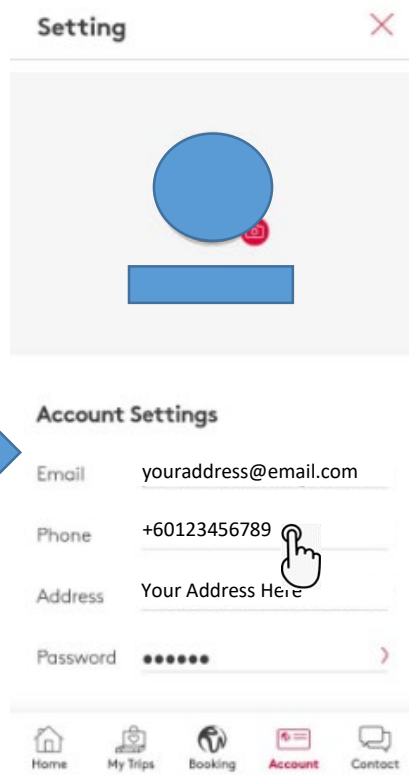 Setting
Account Settings
Email youraddress@email.com
Phone +60123456789
Address Your Address Here
Password ••••••
Home My Trips Booking Account Contact